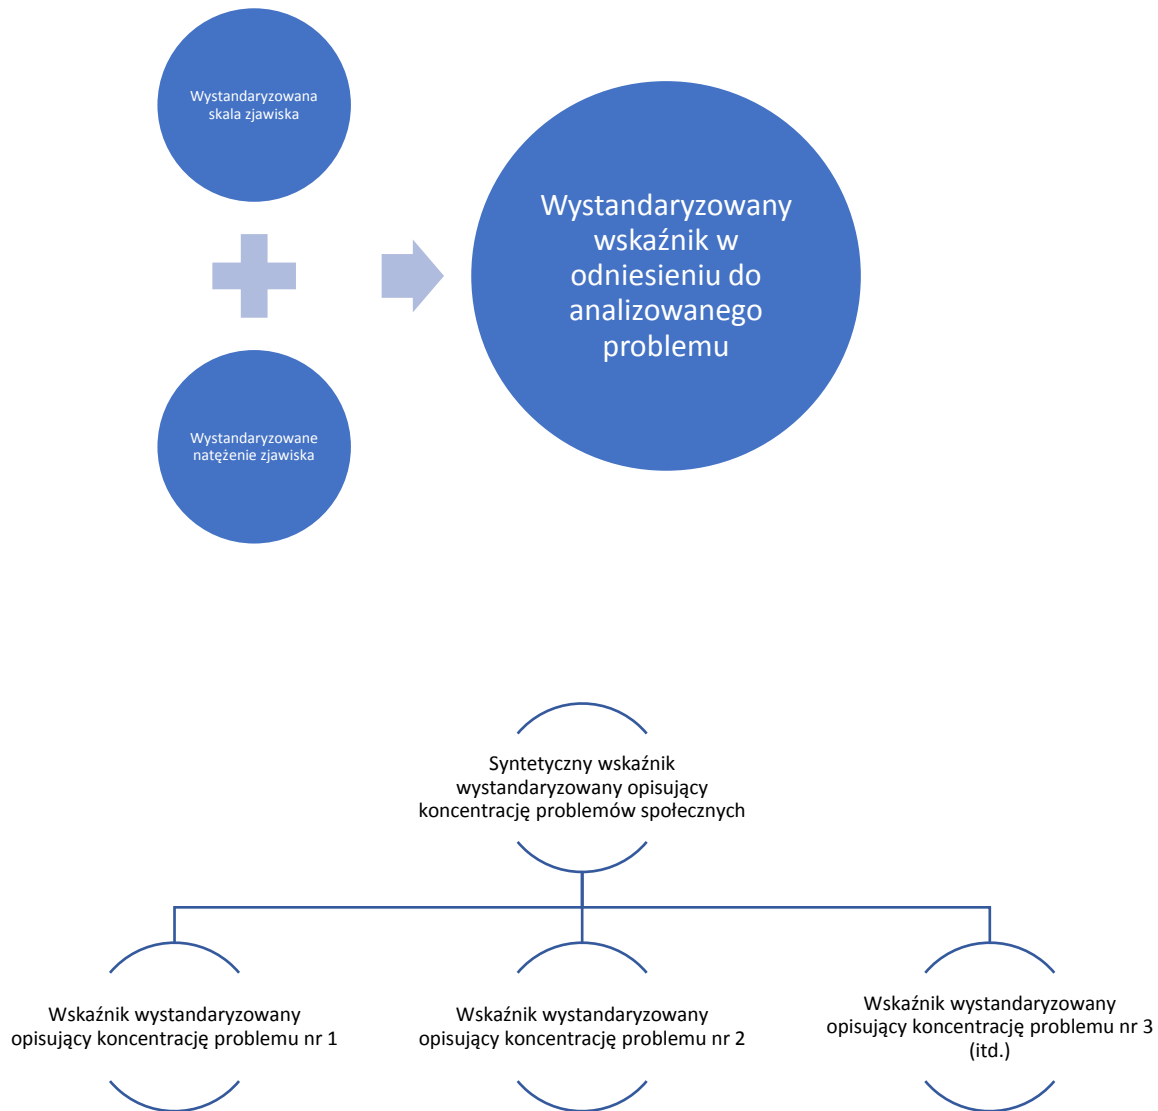 Wystandaryzowana
skala zjawiska
Wystandaryzowane
natężenie zjawiska
Wystandaryzowany
wskaźnik w
odniesieniu do
analizowanego
problemu
Syntetyczny wskaźnik
wystandaryzowany opisujący
koncentrację problemów społecznych
Wskaźnik wystandaryzowany
opisujący koncentrację problemu nr 1
Wskaźnik wystandaryzowany
opisujący koncentrację problemu nr 2
Wskaźnik wystandaryzowany
opisujący koncentrację problemu nr 3
(itd.)